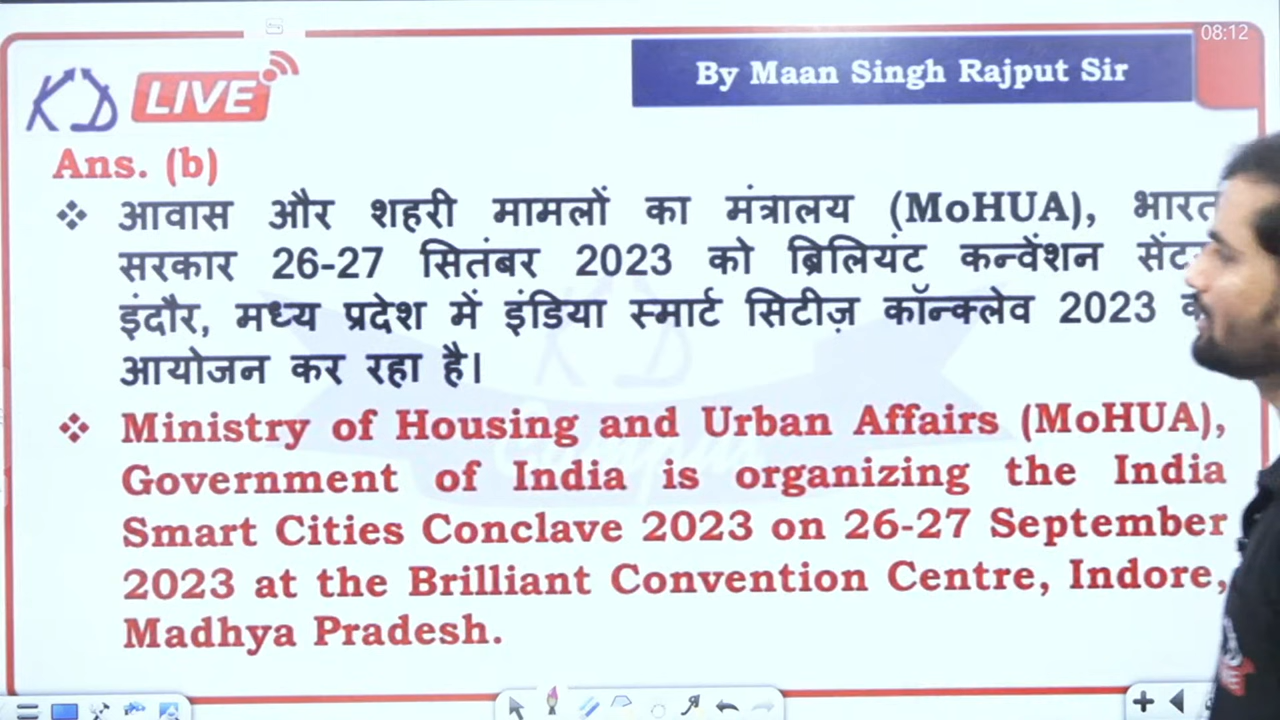 08:12
KD LIVE
By Maan Singh Rajput Sir
Ans. (b)
❖ आवास और शहरी मामलों का मंत्रालय (MoHUA), भारत
सरकार 26-27 सितंबर 2023 को ब्रिलियंट कन्वेंशन
इंदौर, मध्य प्रदेश में इंडिया स्मार्ट सिटीज़ कॉन्क्लेव 2023
आयोजन कर रहा है।
❖ Ministry of Housing and Urban Affairs (MoHUA),
Government of India is organizing the India
Smart Cities Conclave 2023 on 26-27 September
2023 at the Brilliant Convention Centre, Indore,
Madhya Pradesh.